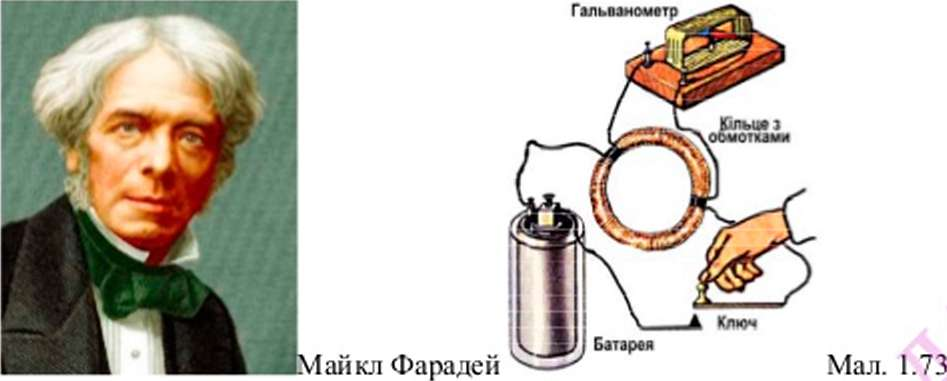 Гальванометр
Кільце з
обмотками
Ключ
Батарея
Майкл Фарадей
Мал. 1.73